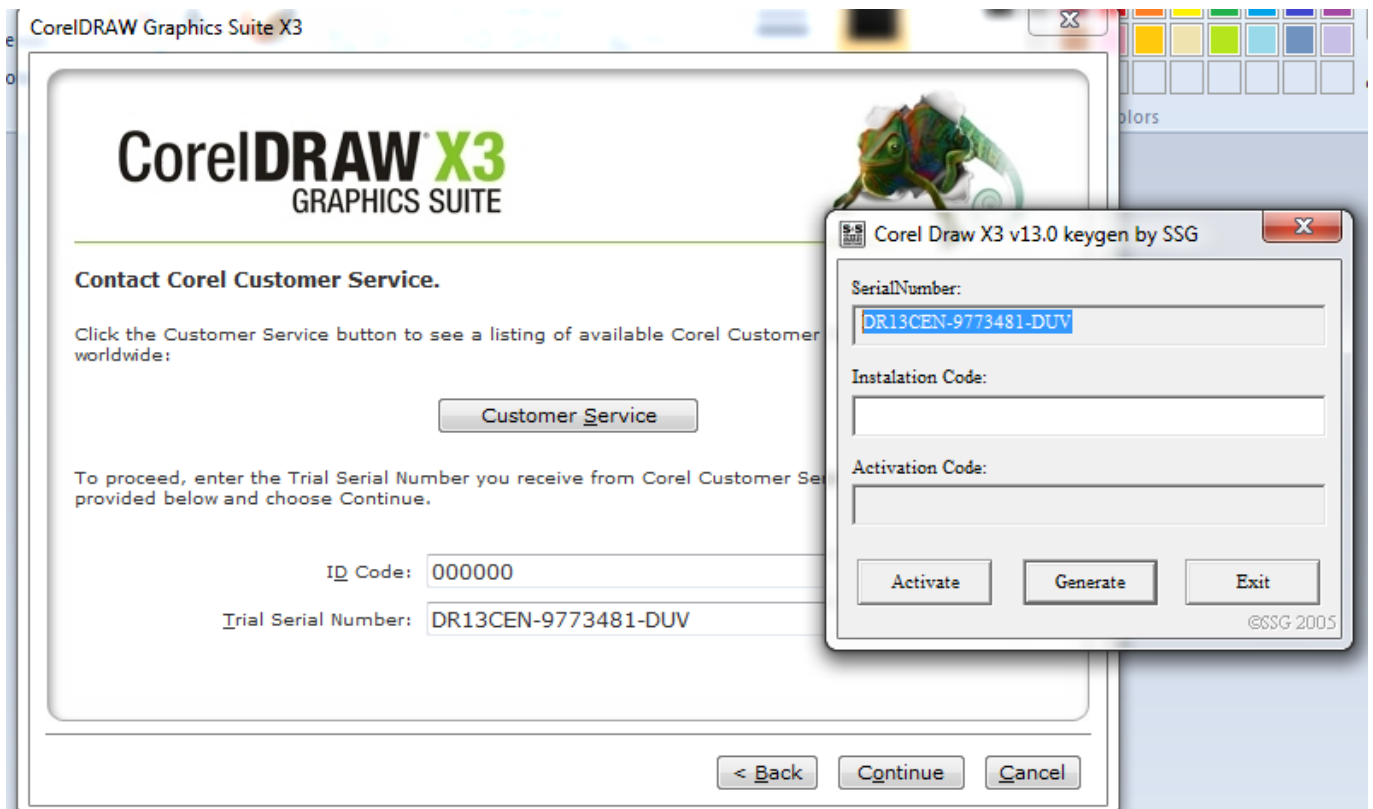 CorelDRAW Graphics Suite X3
CorelDRAW® X3
GRAPHICS SUITE
Contact Corel Customer Service.
Click the Customer Service button to see a listing of available Corel Customer
worldwide:
Customer Service
To proceed, enter the Trial Serial Number you receive from Corel Customer
provided below and choose Continue.
ID Code: 000000
Trial Serial Number: DR13CEN-9773481-DUV
< Back Continue Cancel
Corel Draw X3 v13.0 keygen by SSG
SerialNumber:
DR13CEN-9773481-DUV
Instalation Code:
Activation Code:
Activate Generate Exit
©SSG 2005